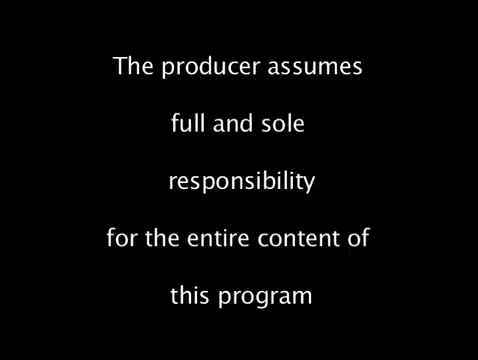 The producer assumes
full and sole
responsibility
for the entire content of
this program